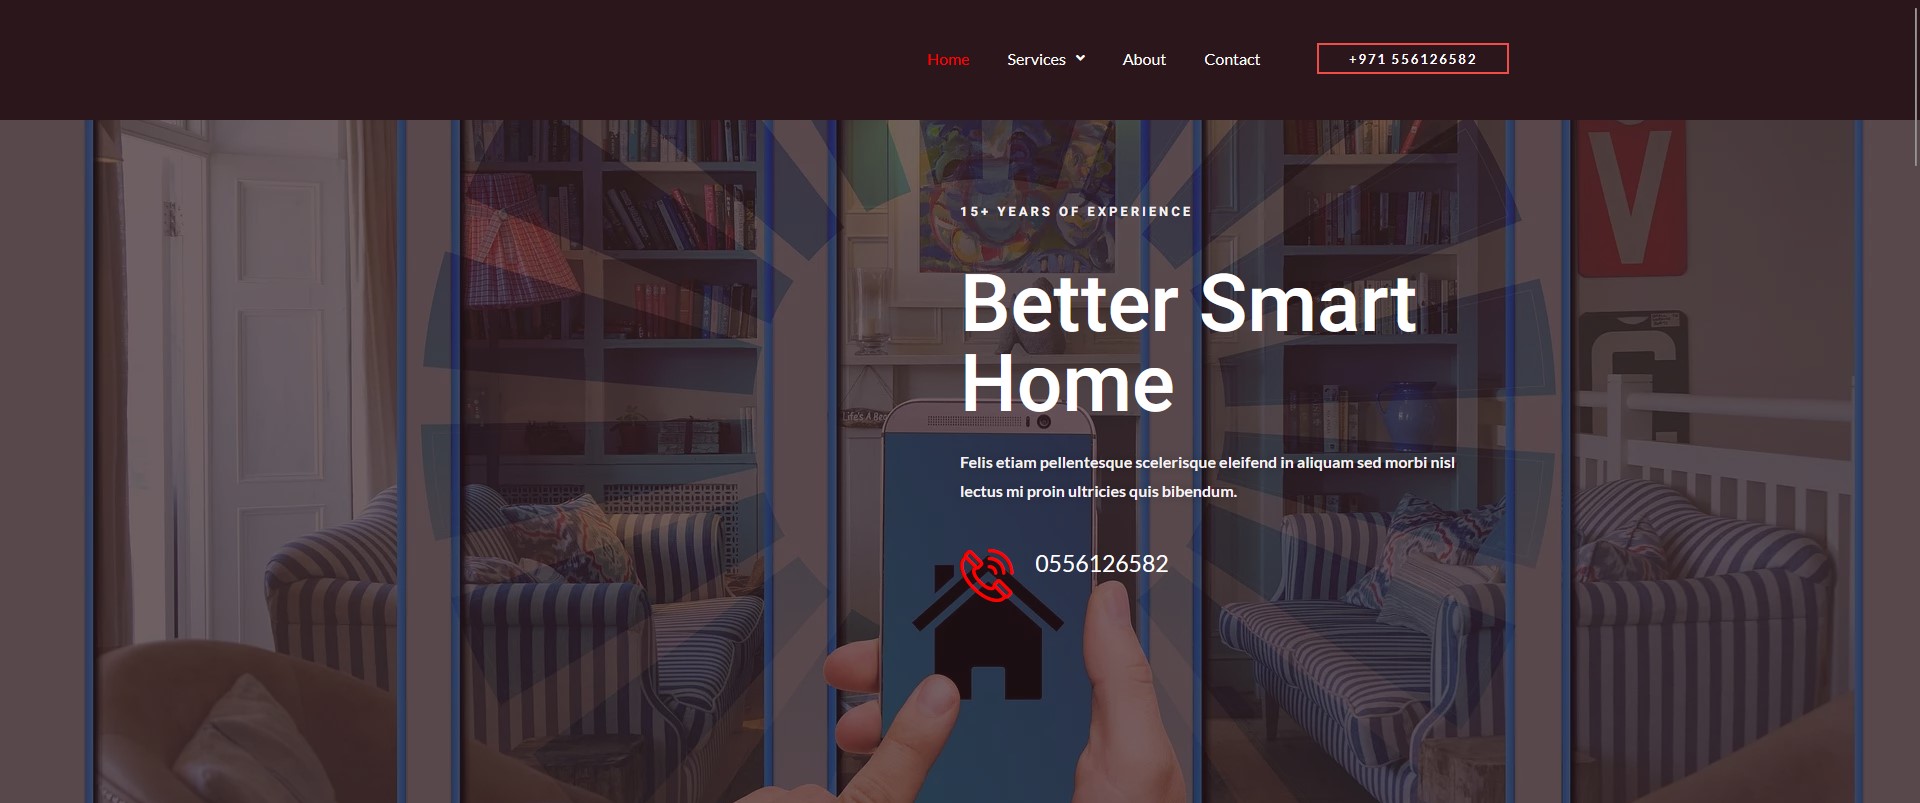 Home Services About Contact +971 556126582
15+ YEARS OF EXPERIENCE
Better Smart
Home
Life's A
Felis etiam pellentesque scelerisque eleifend in aliquam sed morbi nisl
lectus mi proin ultricies quis bibendum.
0556126582
V